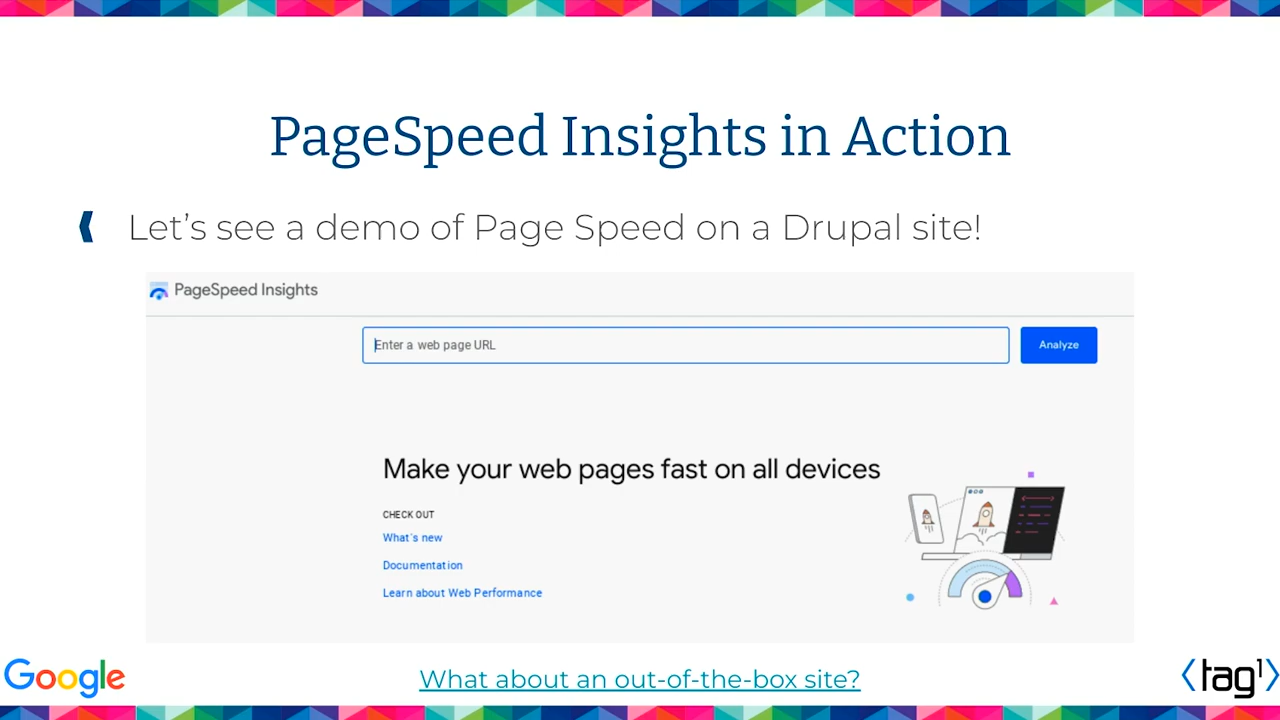 PageSpeed Insights in Action
Let’s see a demo of Page Speed on a Drupal site!
PageSpeed Insights
Enter a web page URL
Analyze
Make your web pages fast on all devices
CHECK OUT
What's new
Documentation
Learn about Web Performance
Google
What about an out-of-the-box site?
tag1